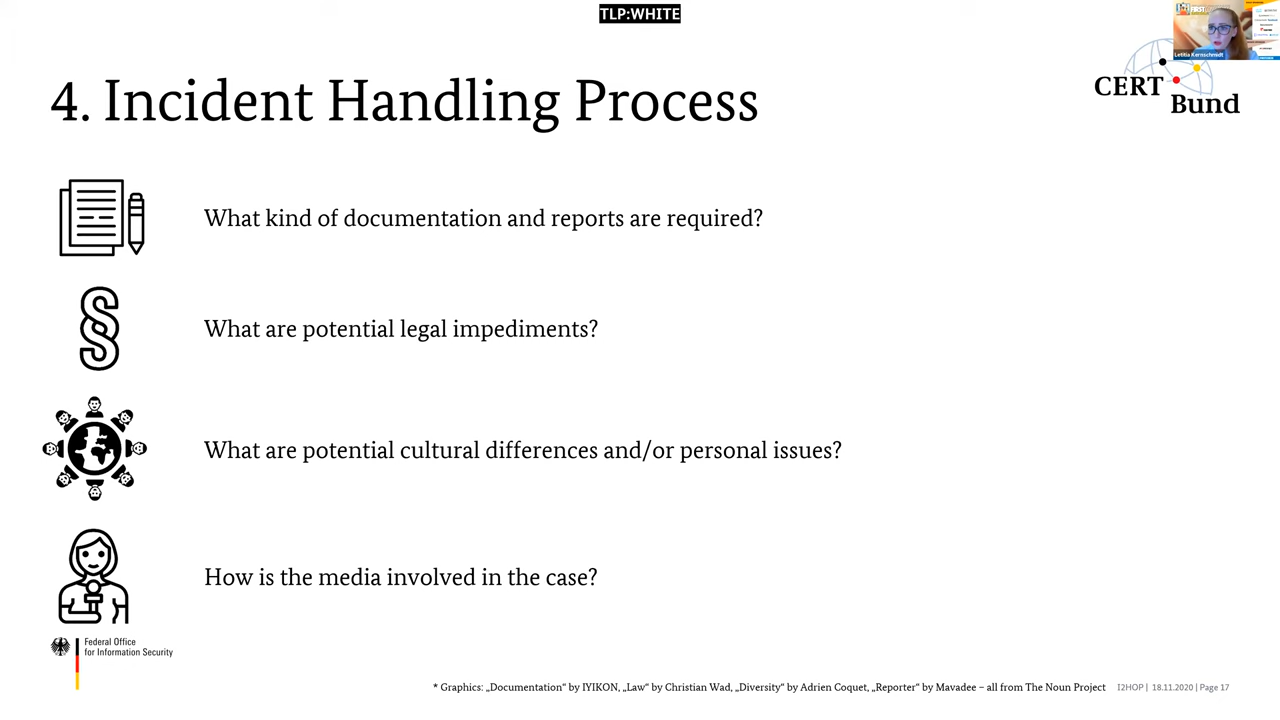 TLP:WHITE
Letitia Kernschmidt
CERT
Bund
4. Incident Handling Process
What kind of documentation and reports are required?
§
What are potential legal impediments?
What are potential cultural differences and/or personal issues?
How is the media involved in the case?
Federal Office
for Information Security
* Graphics: „Documentation“ by IYIKON, „Law“ by Christian Wad, „Diversity“ by Adrien Coquet, „Reporter“ by Mavadee – all from The Noun Project
I2HOP | 18.11.2020 | Page 17